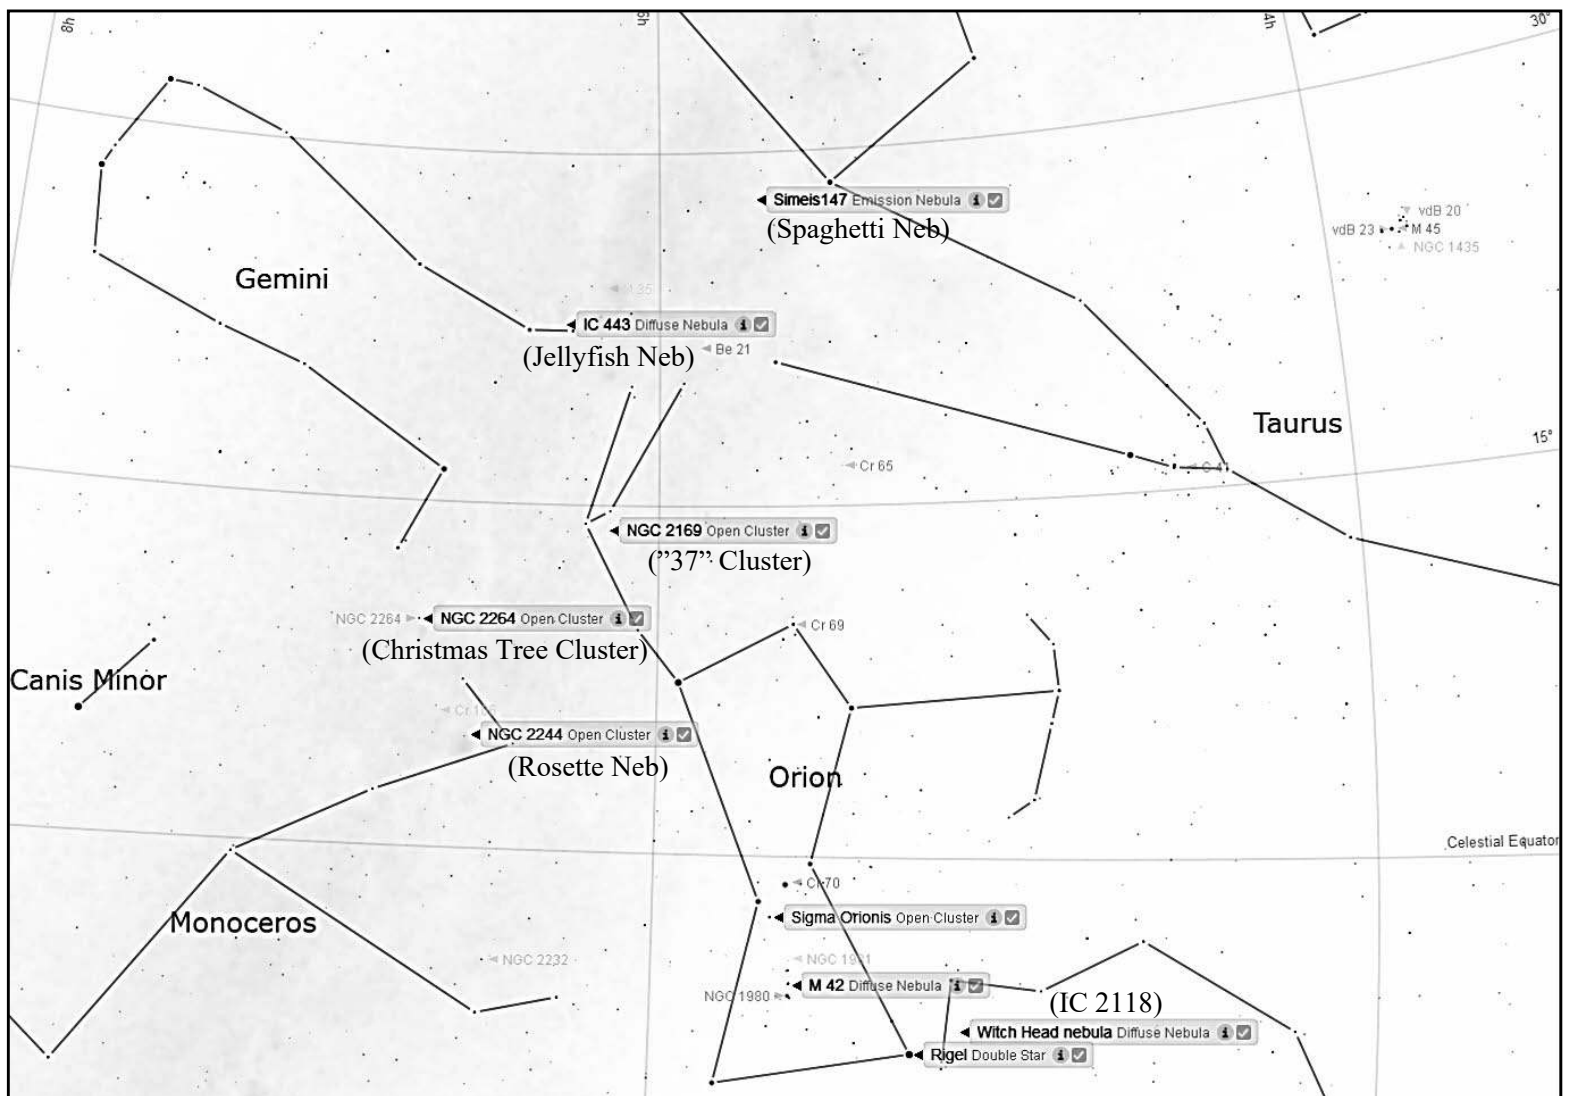 8h
6h
4h
30°
Simeis147 Emission Nebula
(Spaghetti Neb)
vdB 20
vdB 23
M 45
NGC 1435
Gemini
IC 443 Diffuse Nebula
(Jellyfish Neb)
Be 21
Taurus
15°
Cr 65
NGC 2169 Open Cluster
(”37” Cluster)
NGC 2264
NGC 2264 Open Cluster
(Christmas Tree Cluster)
Cr 69
Canis Minor
NGC 2244 Open Cluster
(Rosette Neb)
Orion
Celestial Equator
Cr 70
Monoceros
Sigma Orionis Open Cluster
NGC 2232
M 42 Diffuse Nebula
NGC 1980
(IC 2118)
Witch Head nebula Diffuse Nebula
Rigel Double Star